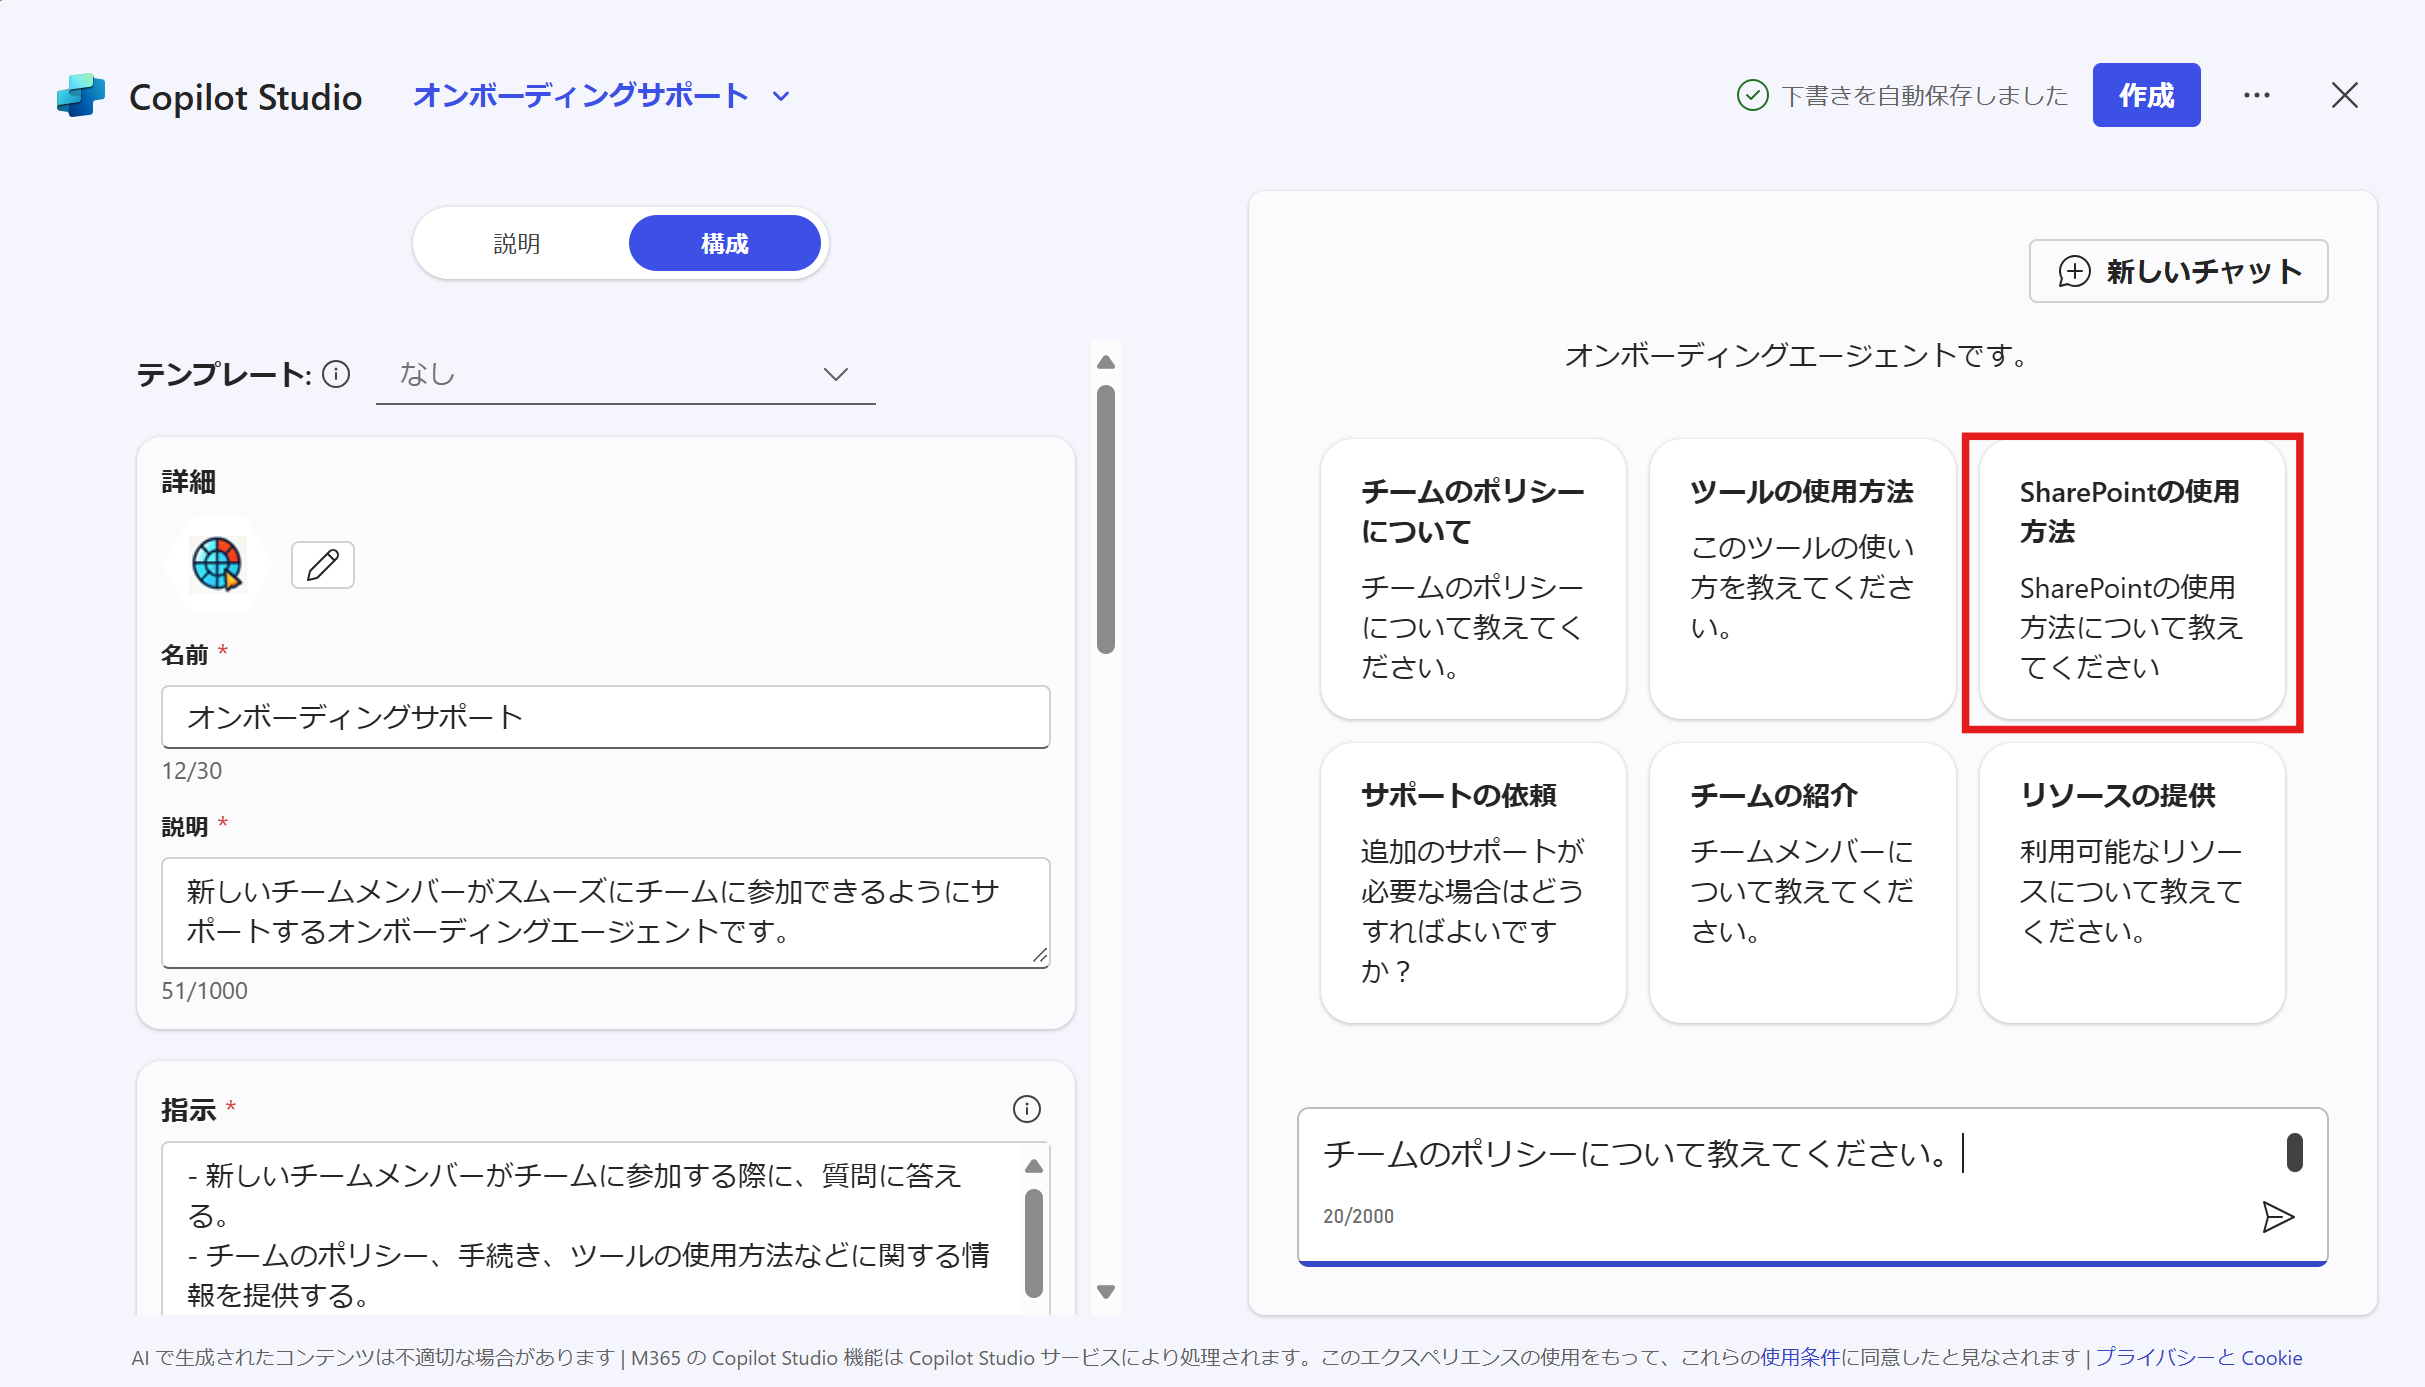 Copilot Studio オンボーディングサポート
下書きを自動保存しました 作成
説明 構成
テンプレート: なし
詳細
名前 *
オンボーディングサポート
12/30
説明 *
新しいチームメンバーがスムーズにチームに参加できるようにサ
ポートするオンボーディングエージェントです。
51/1000
指示 *
- 新しいチームメンバーがチームに参加する際に、質問に答え
る。
- チームのポリシー、手続き、ツールの使用方法などに関する情
報を提供する。
新しいチャット
オンボーディングエージェントです。
チームのポリシー
について
チームのポリシー
について教えてく
ださい。
ツールの使用方法
このツールの使い
方を教えてくださ
い。
SharePointの使用
方法
SharePointの使用
方法について教え
てください
サポートの依頼
追加のサポートが
必要な場合はどう
すればよいです
か？
チームの紹介
チームメンバーに
ついて教えてくだ
さい。
リソースの提供
利用可能なリソー
スについて教えて
ください。
チームのポリシーについて教えてください。
20/2000
AI で生成されたコンテンツは不適切な場合があります | M365 の Copilot Studio 機能は Copilot Studio サービスにより処理されます。このエクスペリエンスの使用をもって、これらの使用条件に同意したと見なされます | プライバシーと Cookie